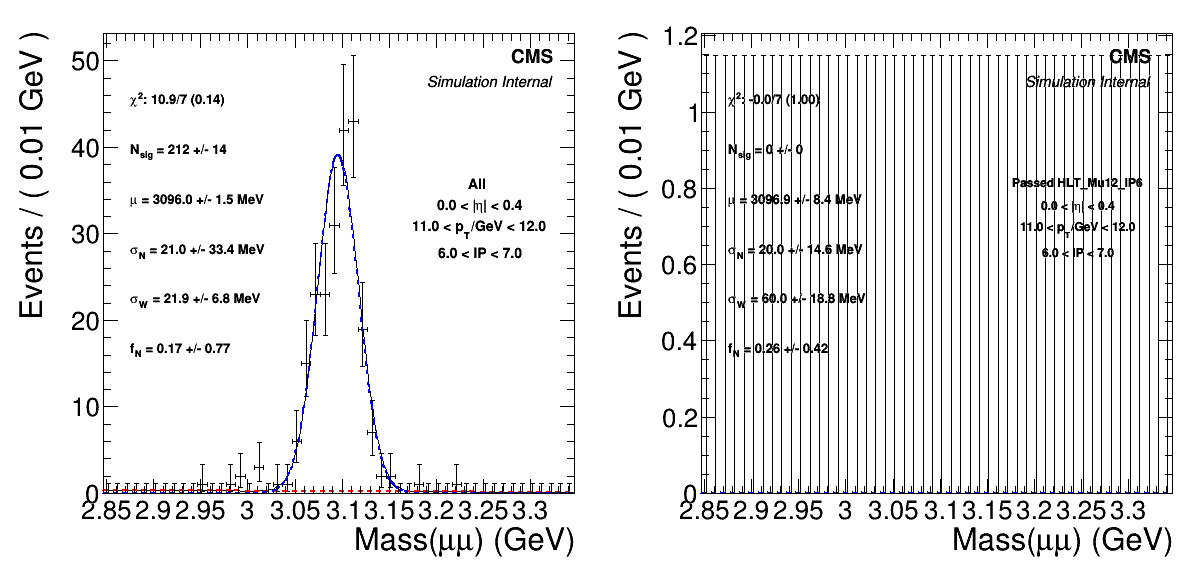 Events / ( 0.01 GeV )
50
40
30
20
10
0
CMS
Simulation Internal
χ²: 10.9/7 (0.14)
N_sig = 212 +/- 14
μ = 3096.0 +/- 1.5 MeV
σ_N = 21.0 +/- 33.4 MeV
σ_W = 21.9 +/- 6.8 MeV
f_N = 0.17 +/- 0.77
All
0.0 < |η| < 0.4
11.0 < p_T/GeV < 12.0
6.0 < IP < 7.0
2.85 2.9 2.95 3 3.05 3.1 3.15 3.2 3.25 3.3
Mass(μμ) (GeV)
Events / ( 0.01 GeV )
1.2
1
0.8
0.6
0.4
0.2
0
CMS
Simulation Internal
χ²: -0.0/7 (1.00)
N_sig = 0 +/- 0
μ = 3096.9 +/- 8.4 MeV
σ_N = 20.0 +/- 14.6 MeV
σ_W = 60.0 +/- 18.8 MeV
f_N = 0.26 +/- 0.42
Passed HLT_Mu12_IP6
0.0 < |η| < 0.4
11.0 < p_T/GeV < 12.0
6.0 < IP < 7.0
2.85 2.9 2.95 3 3.05 3.1 3.15 3.2 3.25 3.3
Mass(μμ) (GeV)